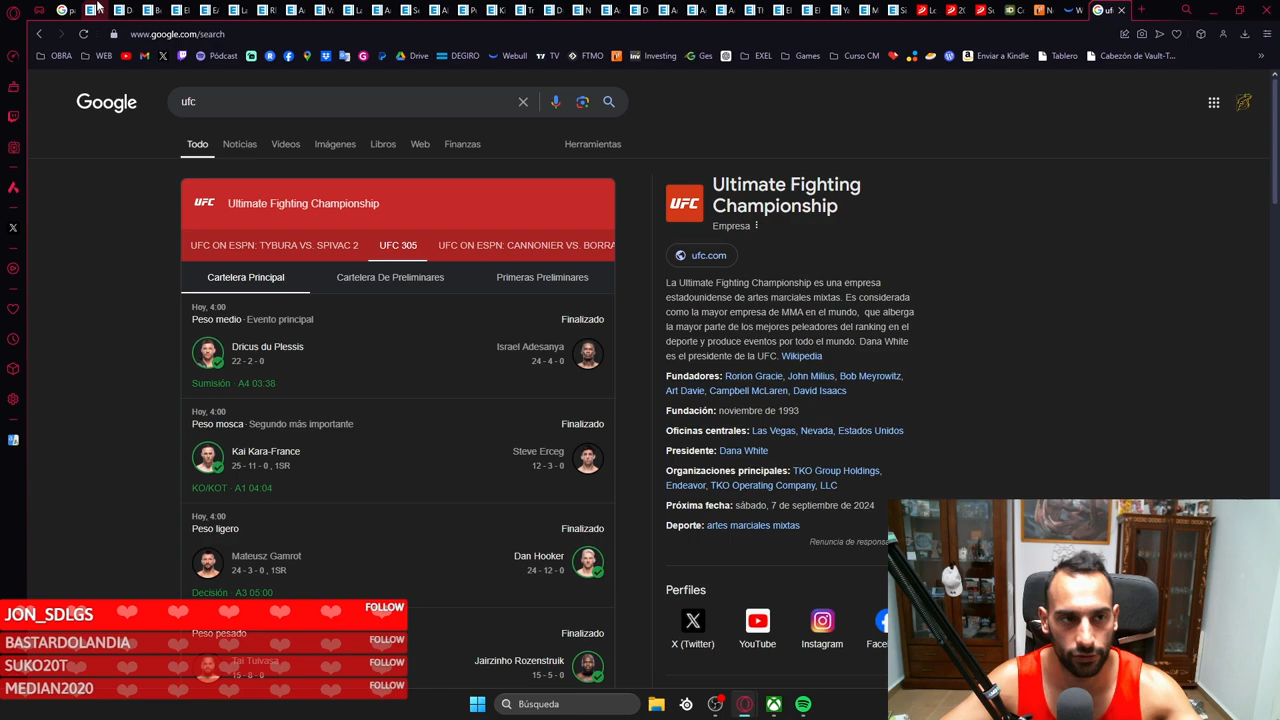 www.google.com/search
OBRA
WEB
Pódcast
Drive
DEGIRO
Webull
TV
FTMO
Investing
Ges
EXEL
Games
Curso CM
Enviar a Kindle
Tablero
Cabezón de Vault-T...
Google
ufc
Todo
Noticias
Videos
Imágenes
Libros
Web
Finanzas
Herramientas
UFC
Ultimate Fighting Championship
UFC ON ESPN: TYBURA VS. SPIVAC 2
UFC 305
UFC ON ESPN: CANNONIER VS. BORRA
Cartelera Principal
Cartelera De Preliminares
Primeras Preliminares
Hoy, 4:00
Peso medio · Evento principal
Finalizado
Dricus du Plessis
22 - 2 - 0
Israel Adesanya
24 - 4 - 0
Sumisión · A4 03:38
Hoy, 4:00
Peso mosca · Segundo más importante
Finalizado
Kai Kara-France
25 - 11 - 0 , 1SR
Steve Erceg
12 - 3 - 0
KO/KOT · A1 04:04
Hoy, 4:00
Peso ligero
Finalizado
Mateusz Gamrot
24 - 3 - 0 , 1SR
Dan Hooker
24 - 12 - 0
Decisión · A3 05:00
Peso pesado
Finalizado
Tai Tuivasa
15 - 8 - 0
Jairzinho Rozenstruik
15 - 5 - 0
UFC
Ultimate Fighting
Championship
Empresa
ufc.com
La Ultimate Fighting Championship es una empresa
estadounidense de artes marciales mixtas. Es considerada
como la mayor empresa de MMA en el mundo, que alberga
la mayor parte de los mejores peleadores del ranking en el
deporte y produce eventos por todo el mundo. Dana White
es el presidente de la UFC. Wikipedia
Fundadores: Rorion Gracie, John Milius, Bob Meyrowitz,
Art Davie, Campbell McLaren, David Isaacs
Fundación: noviembre de 1993
Oficinas centrales: Las Vegas, Nevada, Estados Unidos
Presidente: Dana White
Organizaciones principales: TKO Group Holdings,
Endeavor, TKO Operating Company, LLC
Próxima fecha: sábado, 7 de septiembre de 2024
Deporte: artes marciales mixtas
Renuncia de response
Perfiles
X (Twitter)
YouTube
Instagram
Face
JON_SDLGS
FOLLOW
BASTARDOLANDIA
FOLLOW
SUKO20T
FOLLOW
MEDIAN2020
FOLLOW
Búsqueda